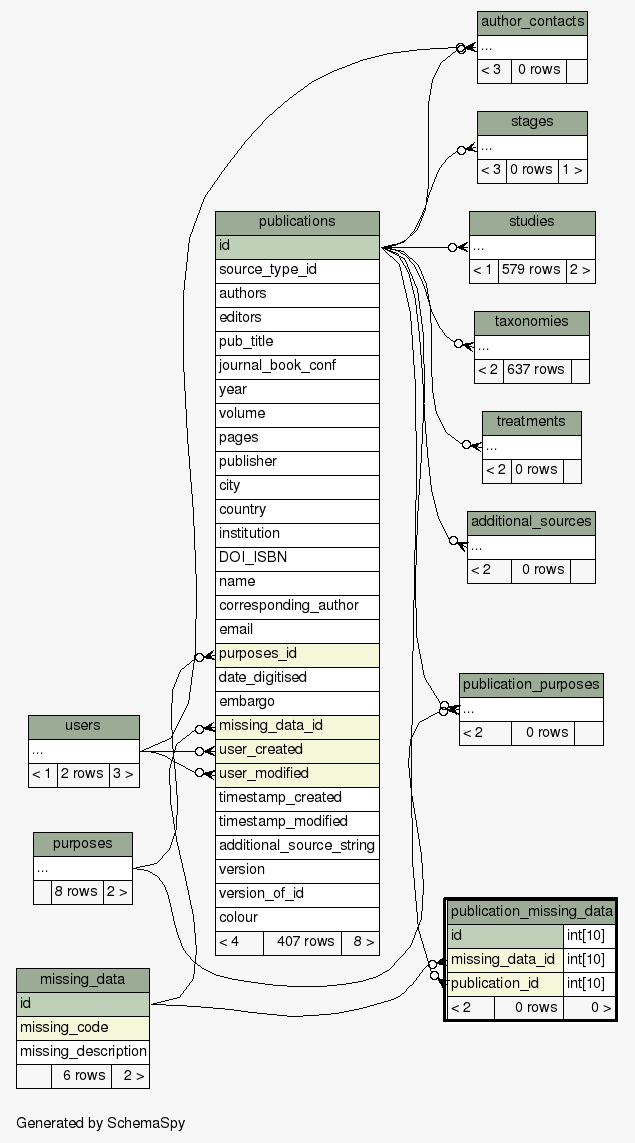 author_contacts
...
< 3 0 rows
stages
...
< 3 0 rows 1 >
studies
...
< 1 579 rows 2 >
taxonomies
...
< 2 637 rows
treatments
...
< 2 0 rows
additional_sources
...
< 2 0 rows
publication_purposes
...
< 2 0 rows
publications
id
source_type_id
authors
editors
pub_title
journal_book_conf
year
volume
pages
publisher
city
country
institution
DOI_ISBN
name
corresponding_author
email
purposes_id
date_digitised
embargo
missing_data_id
user_created
user_modified
timestamp_created
timestamp_modified
additional_source_string
version
version_of_id
colour
< 4 407 rows 8 >
users
...
< 1 2 rows 3 >
purposes
...
8 rows 2 >
missing_data
id
missing_code
missing_description
6 rows 2 >
publication_missing_data
id int[10]
missing_data_id int[10]
publication_id int[10]
< 2 0 rows 0 >
Generated by SchemaSpy